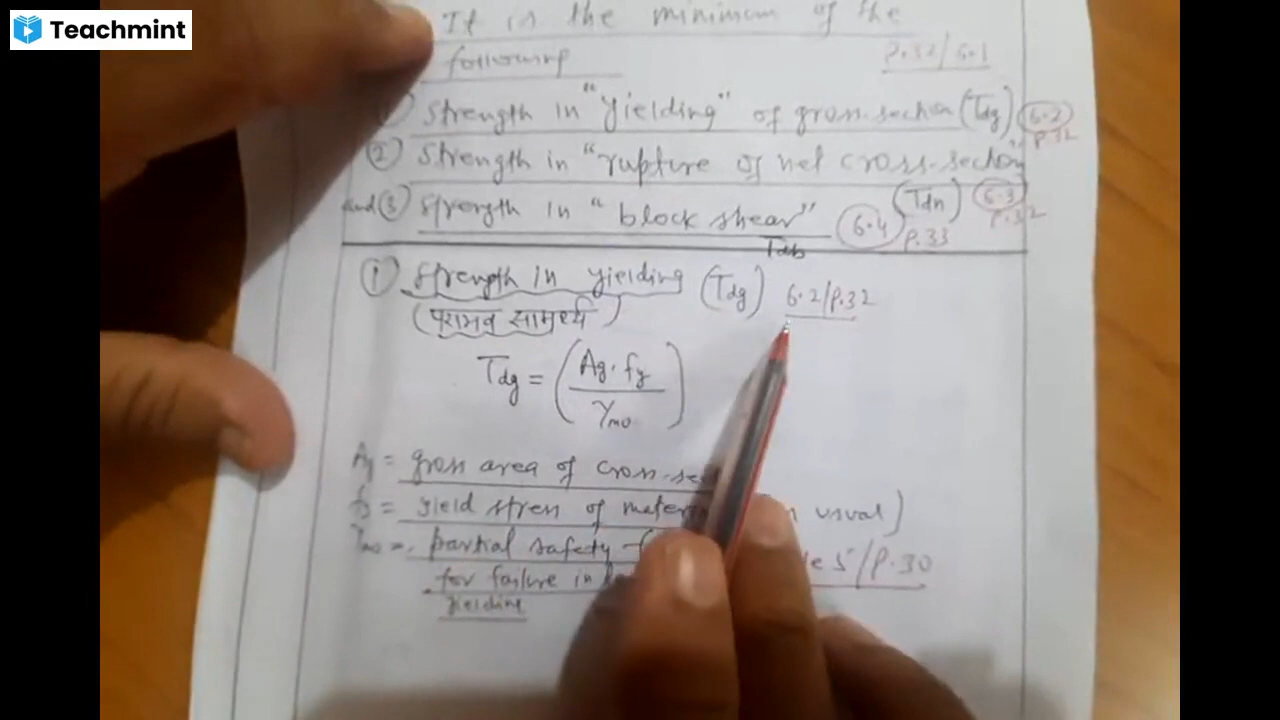 Teachmint
It is the minimum of the
following P.32/6.1
① Strength in "yielding" of gross-section (Tdg) 6.2
P.32
② Strength in "rupture of net cross-section"
(Tdn) 6.3
P.32
and ③ Strength in "block shear" 6.4 P.33
Tdb
① Strength in yielding (Tdg) 6.2/P.32
(पराभव सामर्थ्य)
Tdg = (Ag.fy / γmo)
Ag = gross area of cross-sec
fy = yield stress of mater usual)
γmo = partial safety f 5/P.30
for failure in
yielding